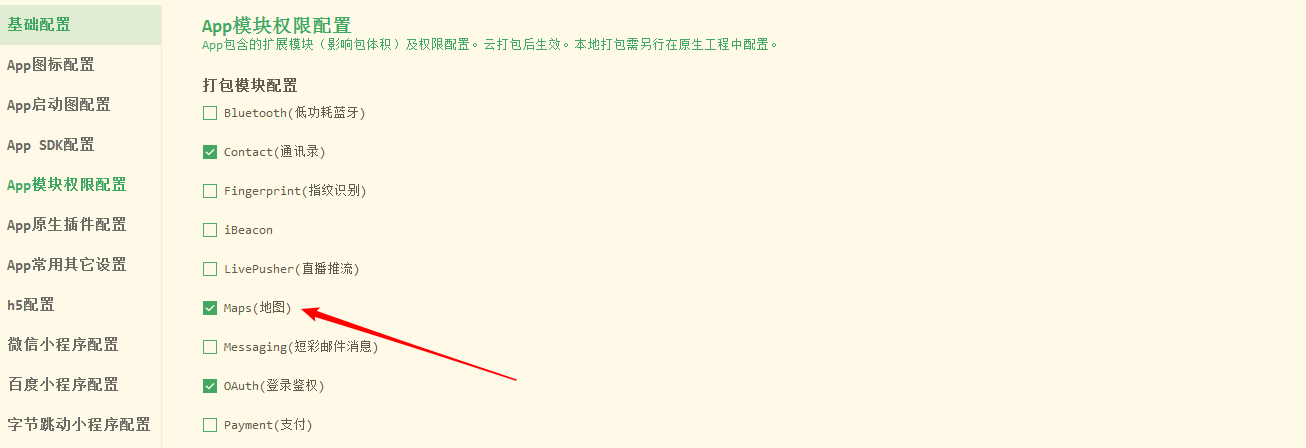 基础配置
App图标配置
App启动图配置
App SDK配置
App模块权限配置
App原生插件配置
App常用其它设置
h5配置
微信小程序配置
百度小程序配置
字节跳动小程序配置
App模块权限配置
App包含的扩展模块（影响包体积）及权限配置。云打包后生效。本地打包需另行在原生工程中配置。
打包模块配置
Bluetooth(低功耗蓝牙)
Contact(通讯录)
Fingerprint(指纹识别)
iBeacon
LivePusher(直播推流)
Maps(地图)
Messaging(短彩邮件消息)
OAuth(登录鉴权)
Payment(支付)